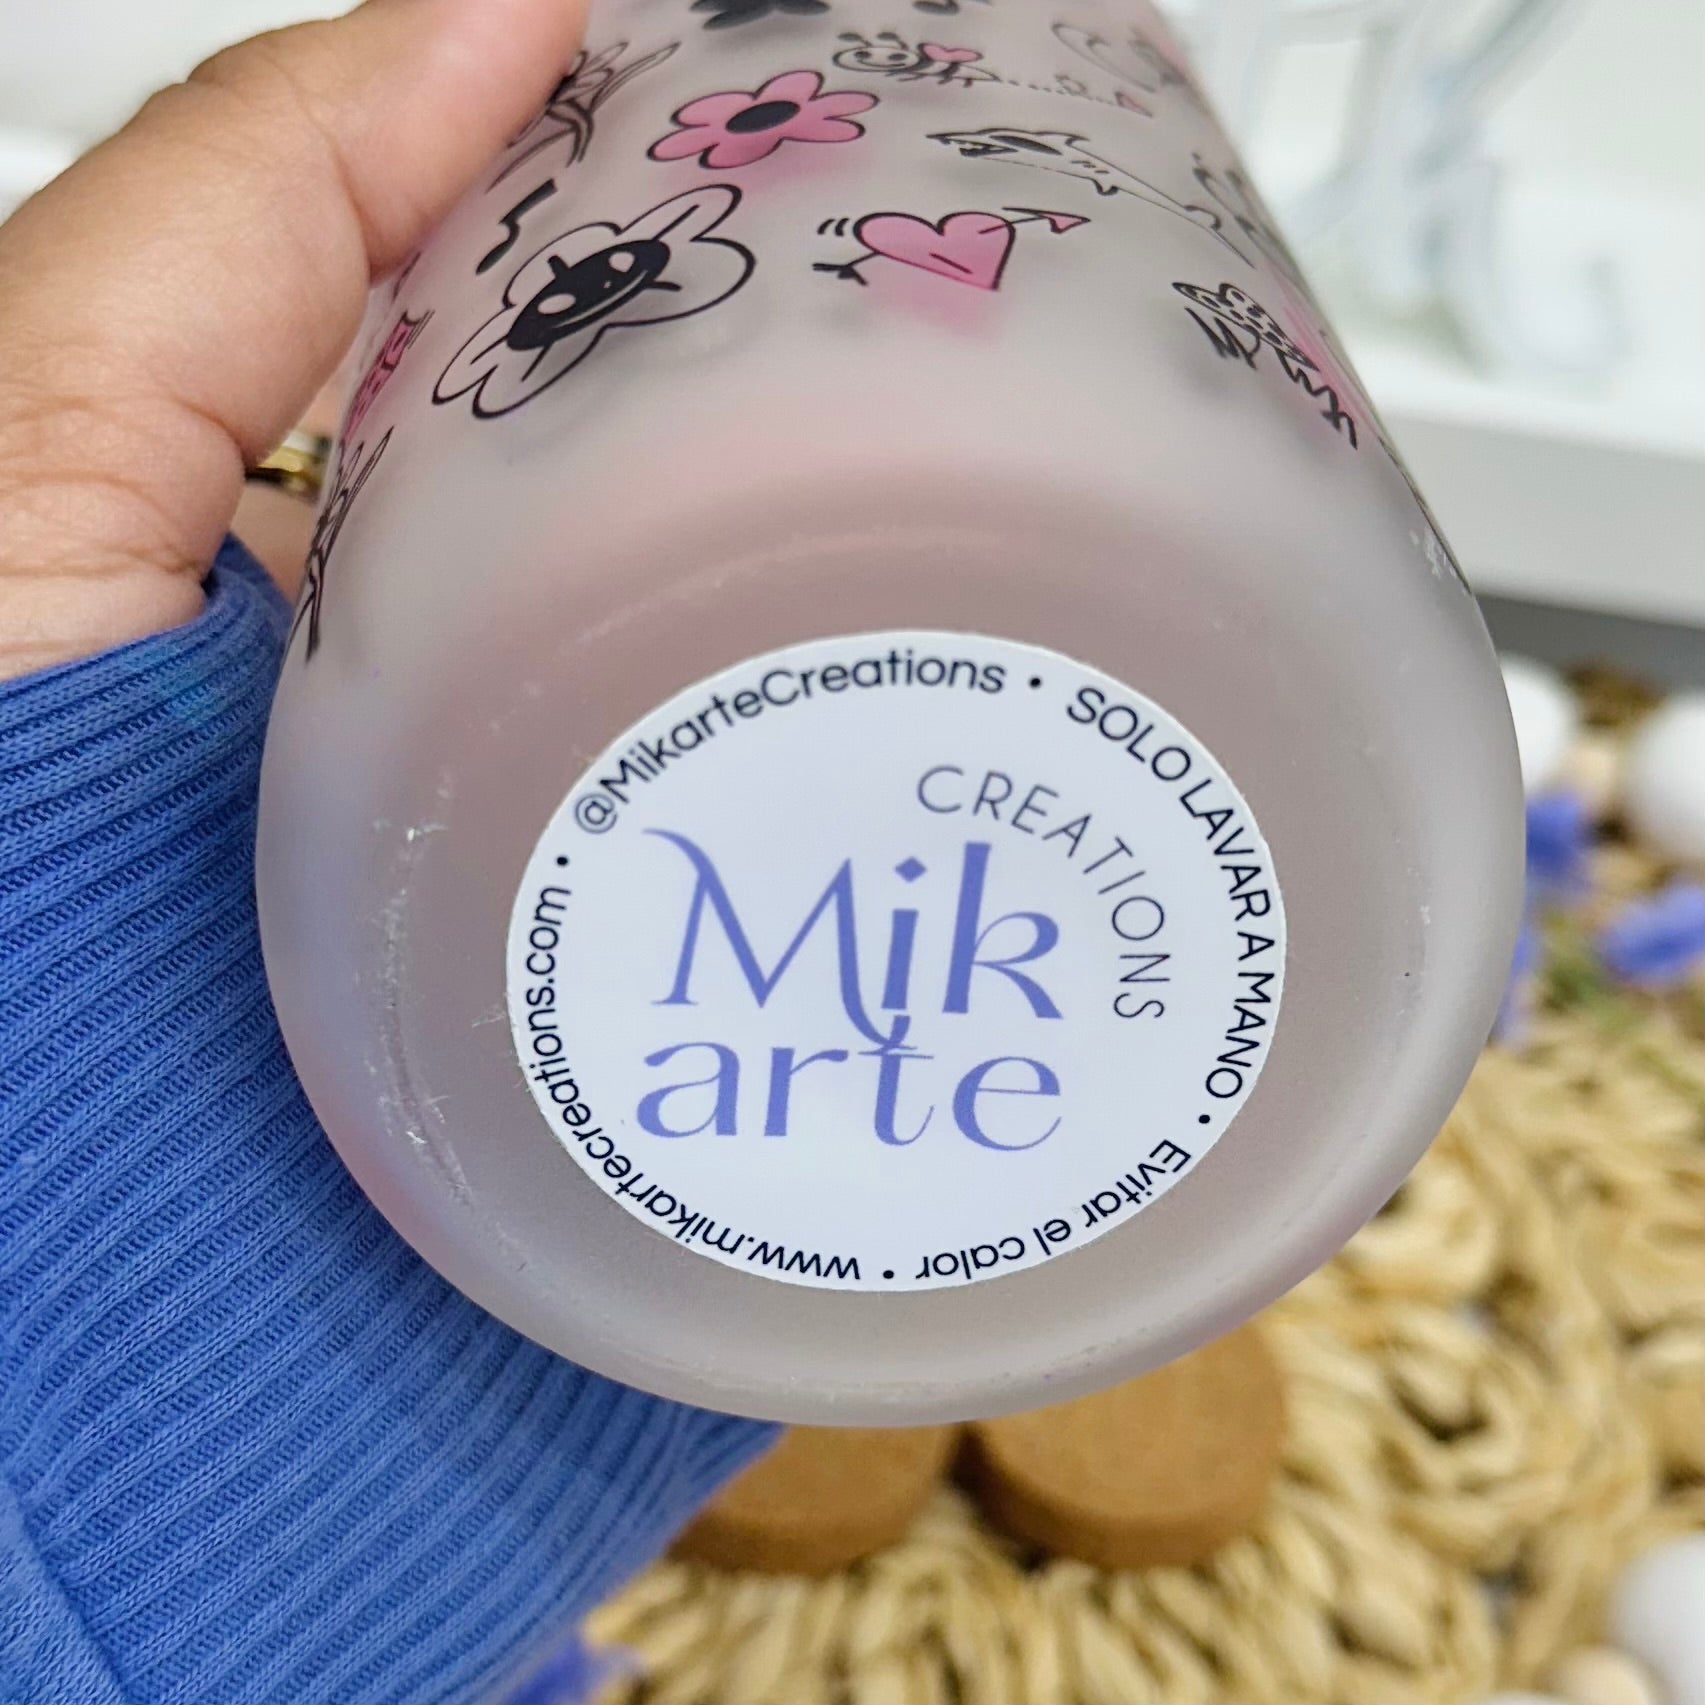 @MikarteCreations • SOLO LAVAR A MANO • Evitar el calor • www.mikartecreations.com •
CREATIONS
Mik
arte